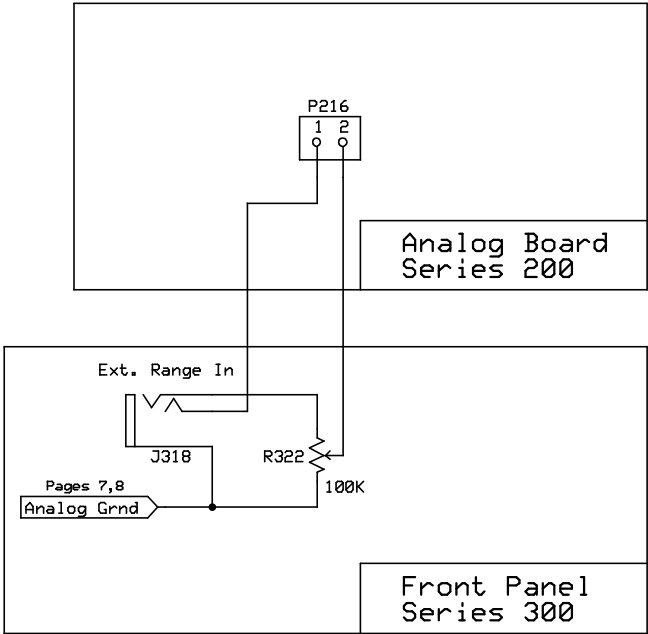 P216
1 2
Analog Board
Series 200
Ext. Range In
J318
R322
100K
Pages 7,8
Analog Grnd
Front Panel
Series 300